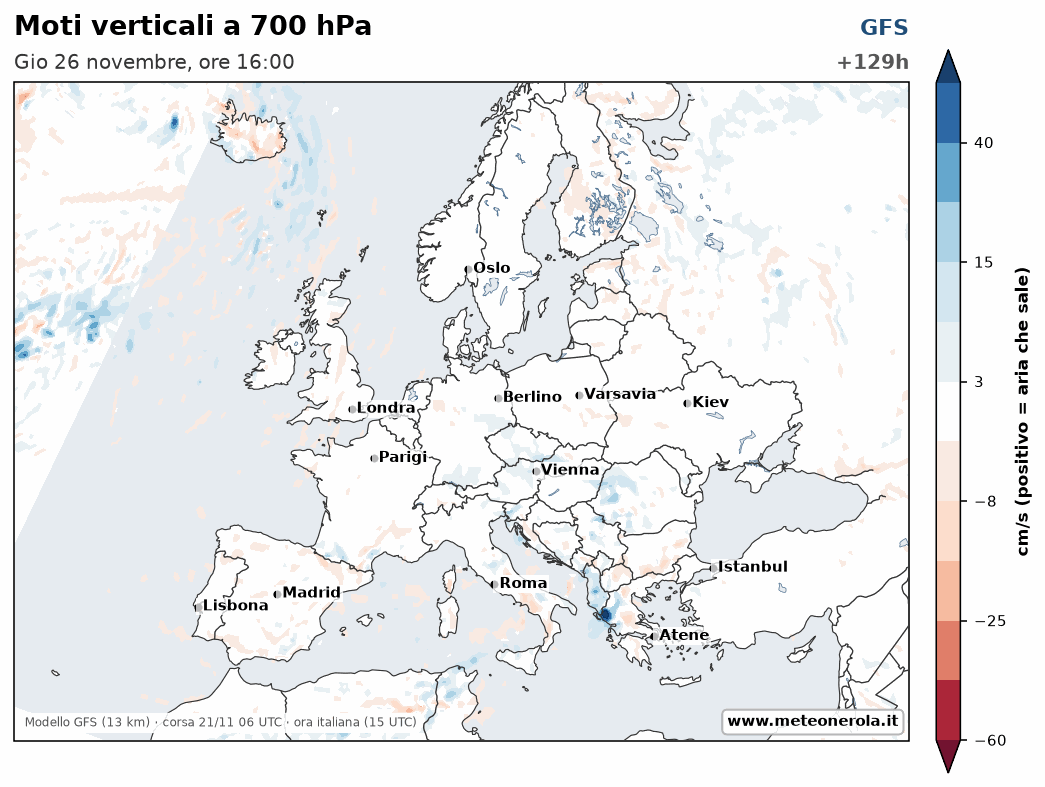 Moti verticali a 700 hPa
GFS
Gio 26 novembre, ore 16:00
+129h
40
15
3
−8
−25
−60
cm/s (positivo = aria che sale)
Oslo
Berlino
Varsavia
Kiev
Londra
Parigi
Vienna
Istanbul
Roma
Madrid
Lisbona
Atene
Modello GFS (13 km) · corsa 21/11 06 UTC · ora italiana (15 UTC)
www.meteonerola.it